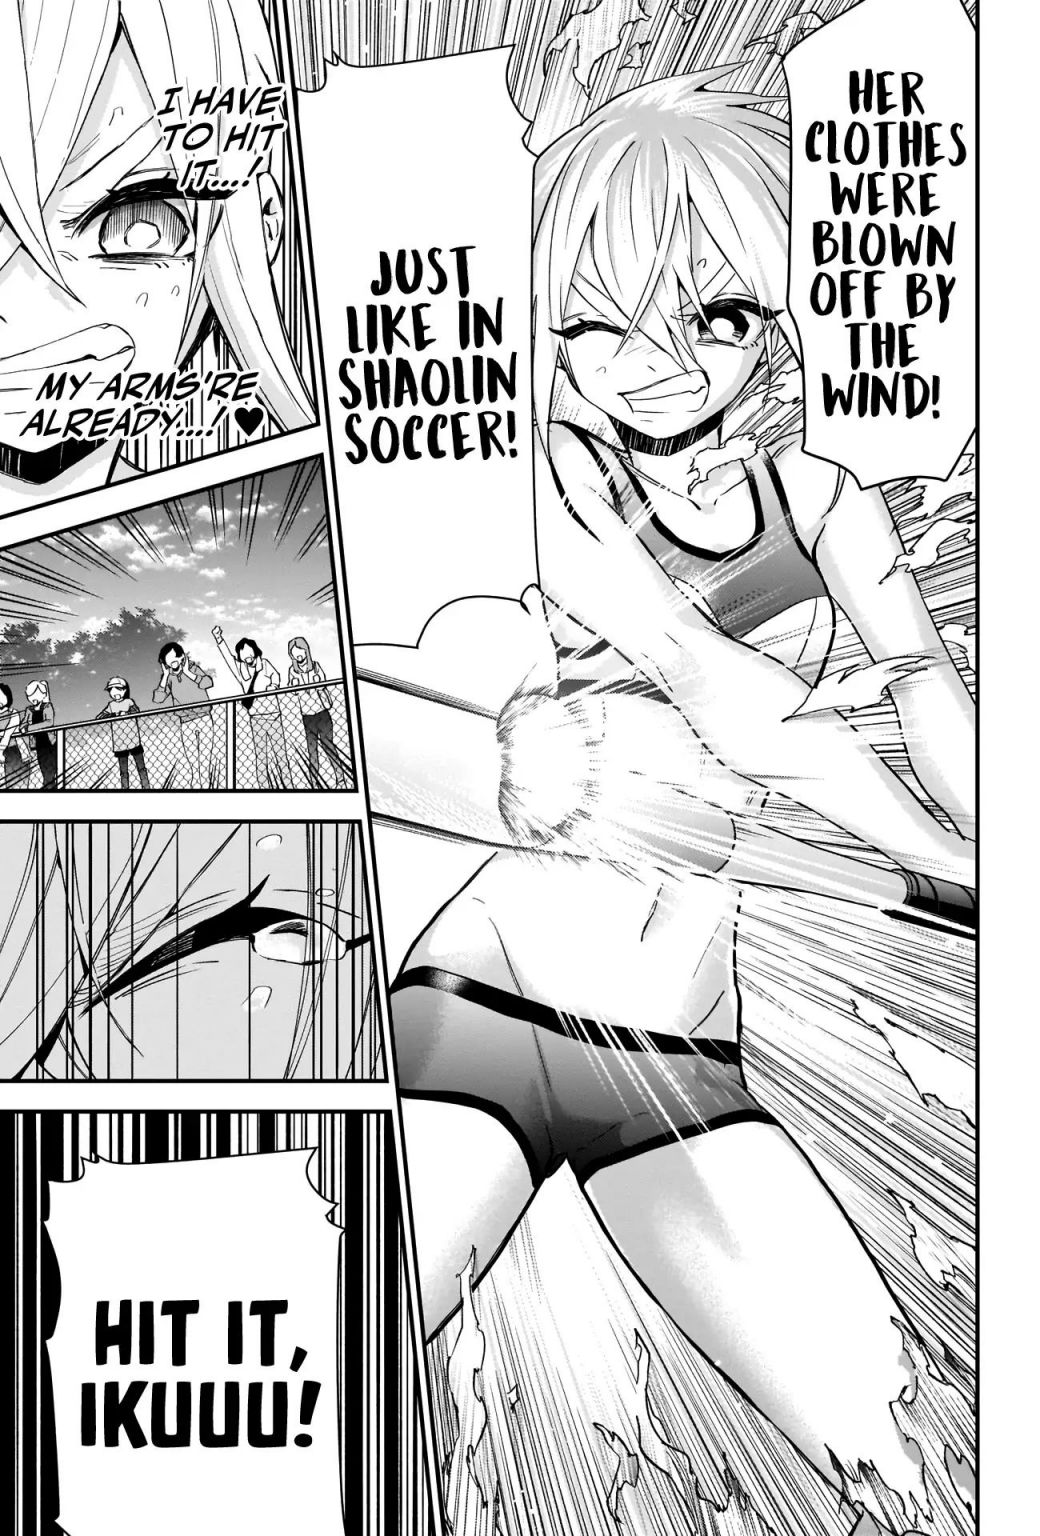 HER
CLOTHES
WERE
BLOWN
OFF BY
THE
WIND!
JUST
LIKE IN
SHAOLIN
SOCCER!
I HAVE
TO HIT
IT....!
MY ARMS'RE
ALREADY....! ♥
HIT IT,
IKUUU!